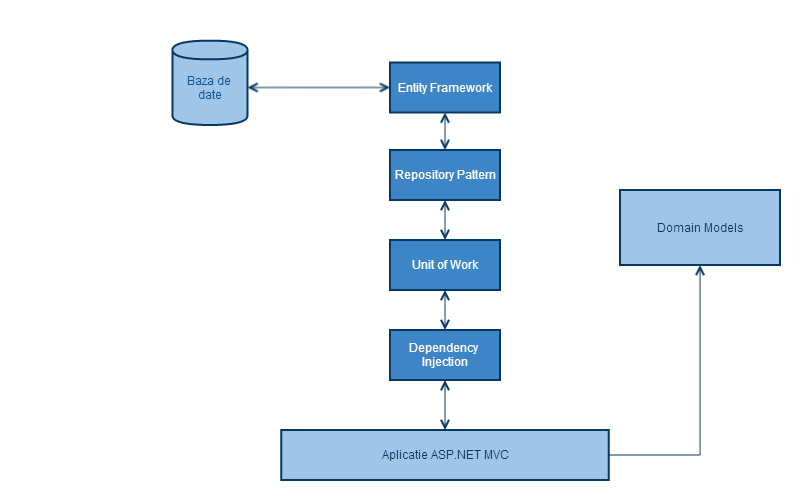 Baza de
date
Entity Framework
Repository Pattern
Unit of Work
Domain Models
Dependency
Injection
Aplicatie ASP.NET MVC